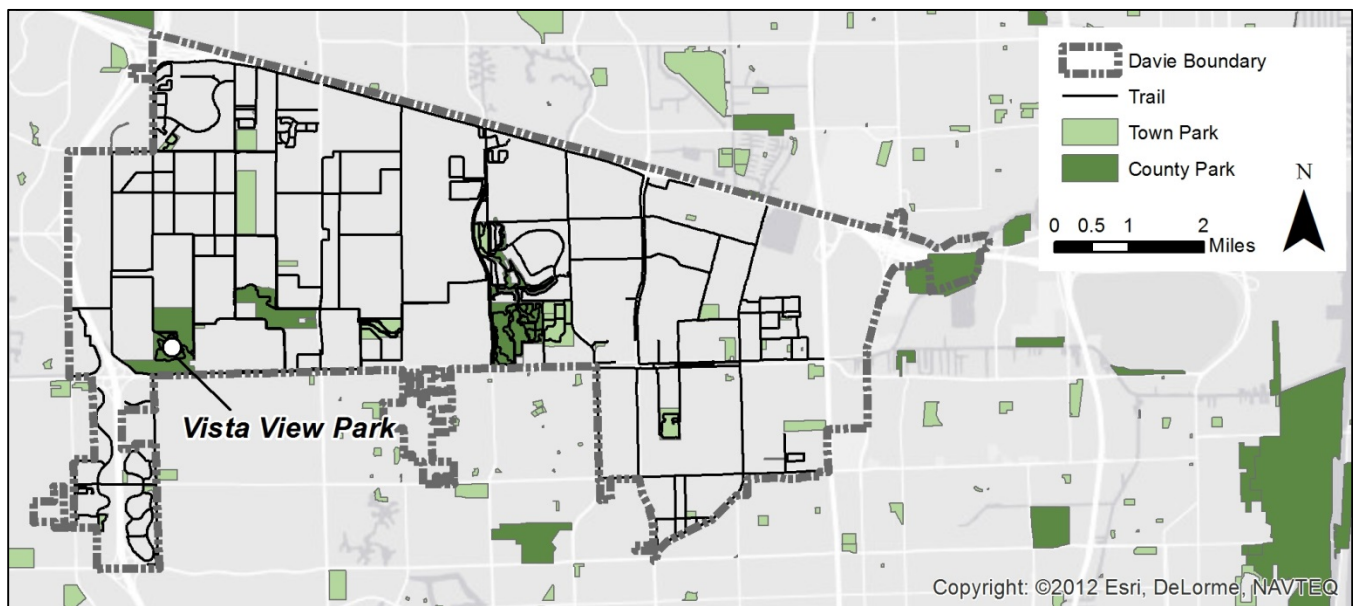 Davie Boundary
Trail
Town Park
County Park
N
0 0.5 1 2
Miles
Vista View Park
Copyright: ©2012 Esri, DeLorme, NAVTEQ